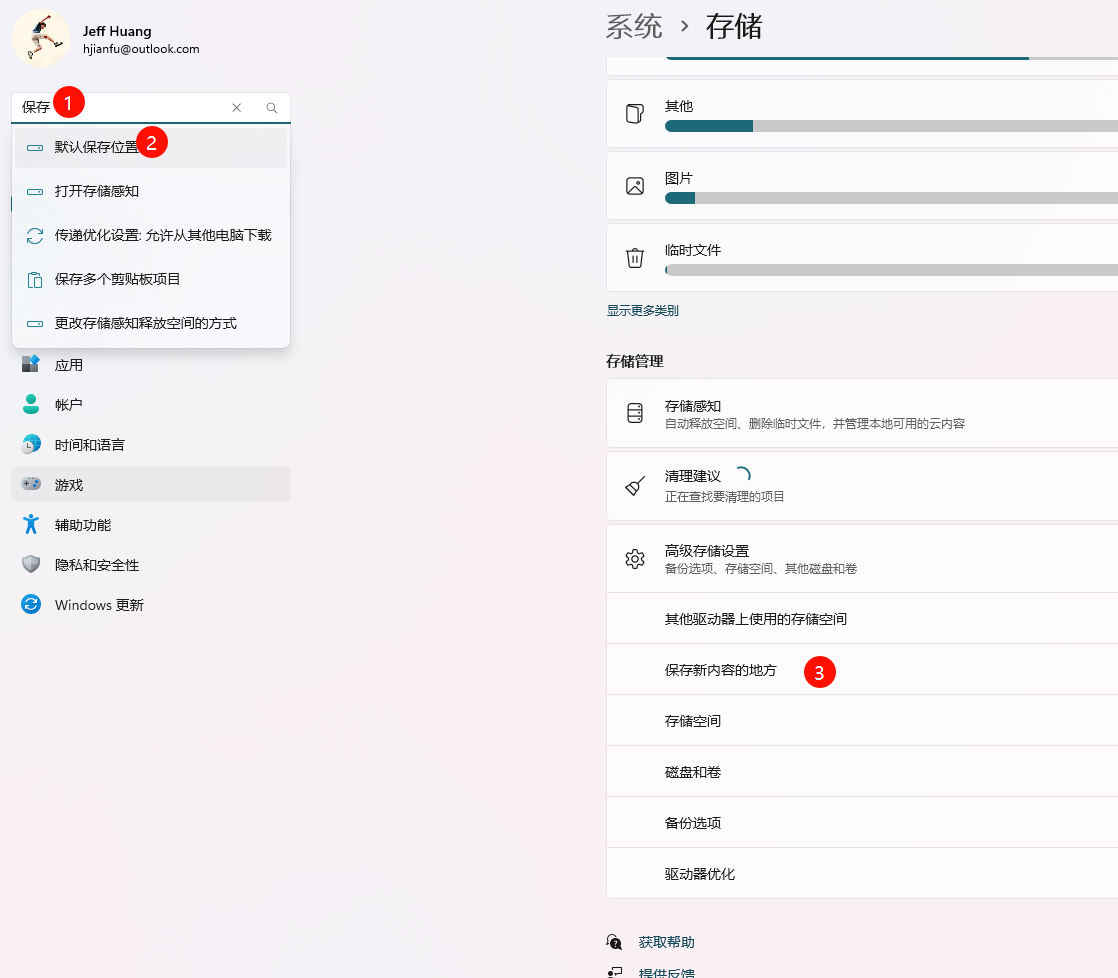 Jeff Huang
hjianfu@outlook.com
保存
1
默认保存位置
2
打开存储感知
传递优化设置: 允许从其他电脑下载
保存多个剪贴板项目
更改存储感知释放空间的方式
应用
帐户
时间和语言
游戏
辅助功能
隐私和安全性
Windows 更新
系统 › 存储
其他
图片
临时文件
显示更多类别
存储管理
存储感知
自动释放空间、删除临时文件，并管理本地可用的云内容
清理建议
正在查找要清理的项目
高级存储设置
备份选项、存储空间、其他磁盘和卷
其他驱动器上使用的存储空间
保存新内容的地方
3
存储空间
磁盘和卷
备份选项
驱动器优化
获取帮助
提供反馈